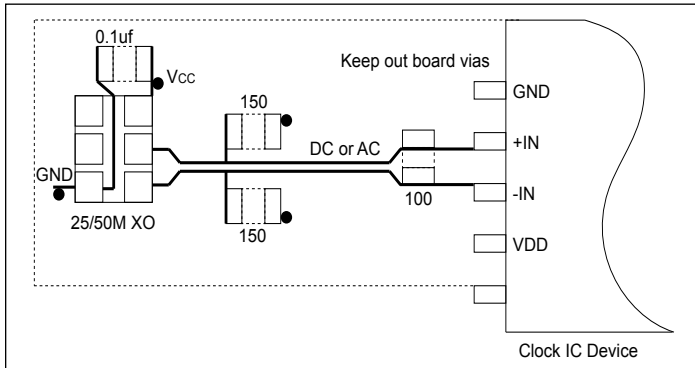 0.1uf
Vcc
Keep out board vias
GND
150
DC or AC
+IN
GND
100
-IN
25/50M XO
150
VDD
Clock IC Device